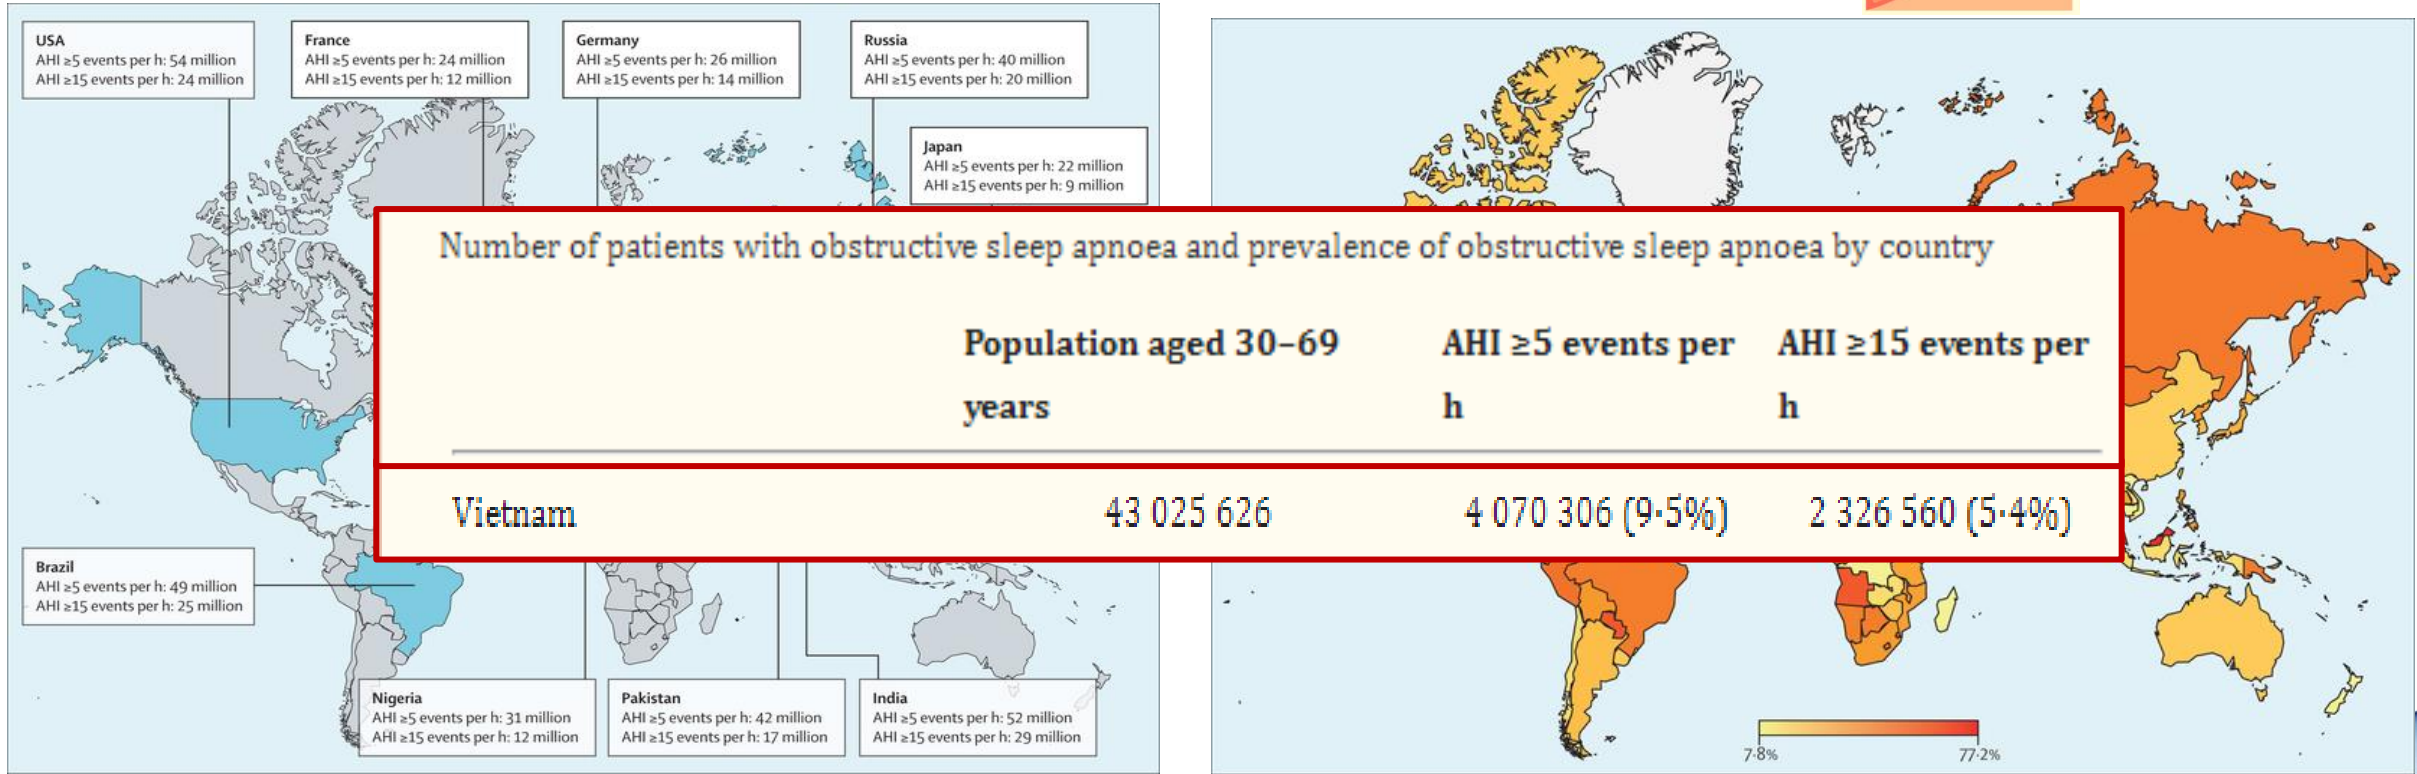 USA
AHI ≥5 events per h: 54 million
AHI ≥15 events per h: 24 million
France
AHI ≥5 events per h: 24 million
AHI ≥15 events per h: 12 million
Germany
AHI ≥5 events per h: 26 million
AHI ≥15 events per h: 14 million
Russia
AHI ≥5 events per h: 40 million
AHI ≥15 events per h: 20 million
Japan
AHI ≥5 events per h: 22 million
AHI ≥15 events per h: 9 million
Number of patients with obstructive sleep apnoea and prevalence of obstructive sleep apnoea by country
Population aged 30–69 years
AHI ≥5 events per h
AHI ≥15 events per h
Vietnam 43 025 626 4 070 306 (9·5%) 2 326 560 (5·4%)
Brazil
AHI ≥5 events per h: 49 million
AHI ≥15 events per h: 25 million
Nigeria
AHI ≥5 events per h: 31 million
AHI ≥15 events per h: 12 million
Pakistan
AHI ≥5 events per h: 42 million
AHI ≥15 events per h: 17 million
India
AHI ≥5 events per h: 52 million
AHI ≥15 events per h: 29 million
7·8% 77·2%